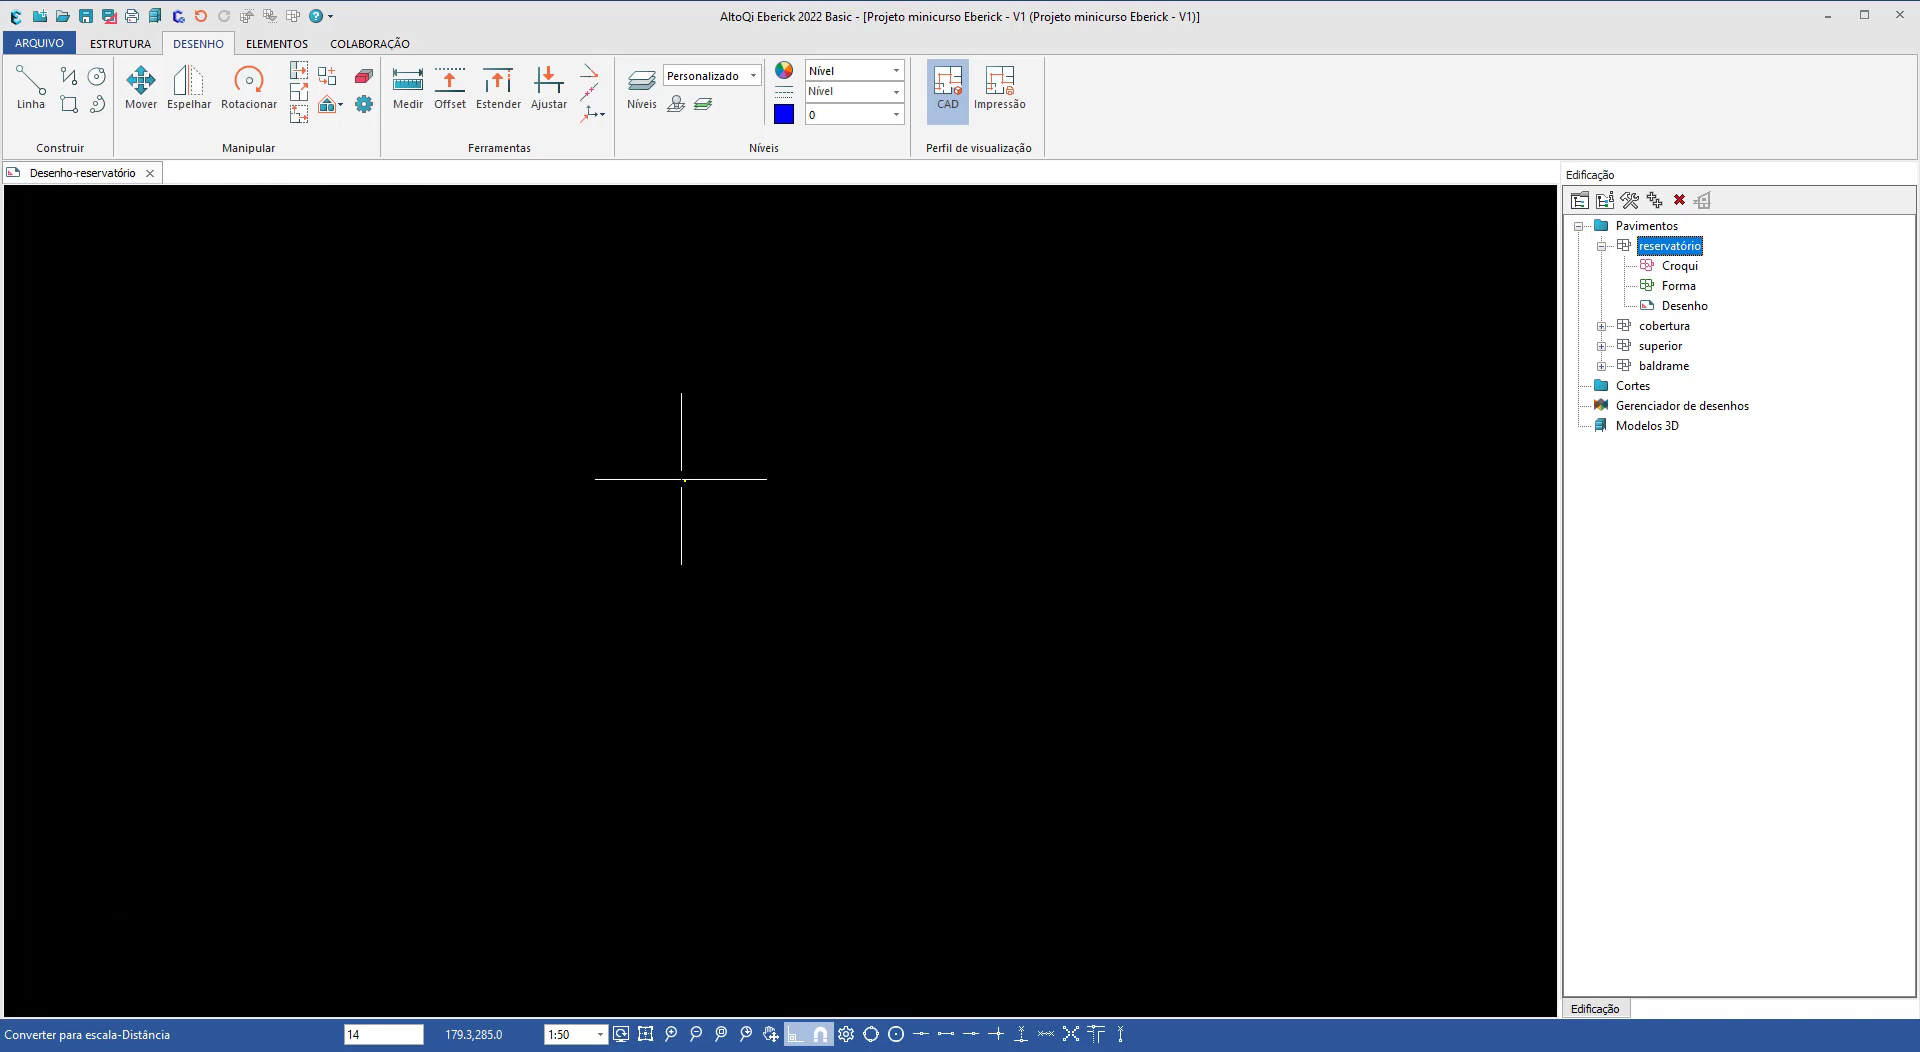 AltoQi Eberick 2022 Basic - [Projeto minicurso Eberick - V1 (Projeto minicurso Eberick - V1)]
ARQUIVO ESTRUTURA DESENHO ELEMENTOS COLABORAÇÃO
Linha
Construir
Mover Espelhar Rotacionar
Manipular
Medir Offset Estender Ajustar
Ferramentas
Níveis
Personalizado
Nível
Nível
0
Níveis
CAD Impressão
Perfil de visualização
Desenho-reservatório
Edificação
Pavimentos
reservatório
Croqui
Forma
Desenho
cobertura
superior
baldrame
Cortes
Gerenciador de desenhos
Modelos 3D
Edificação
Converter para escala-Distância 14 179.3,285.0 1:50